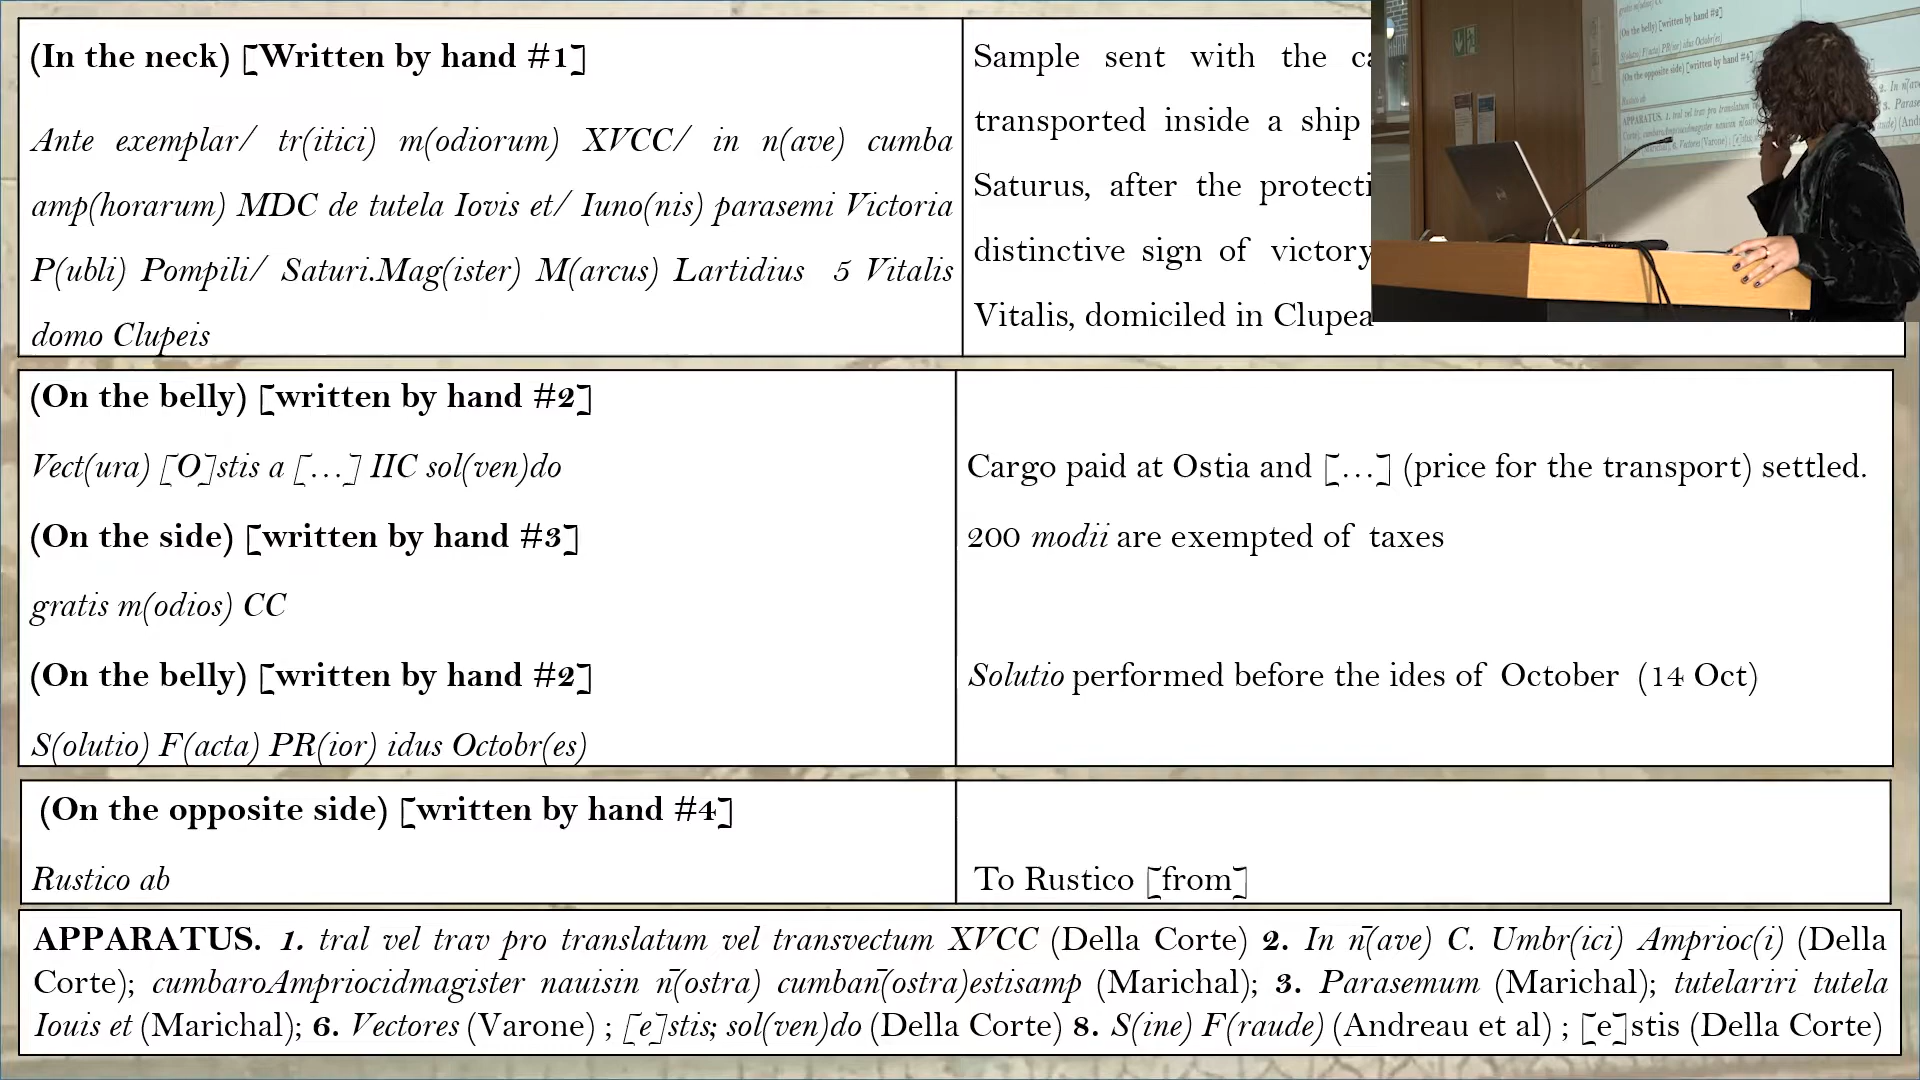 (In the neck) [Written by hand #1]
Ante exemplar/ tr(itici) m(odiorum) XVCC/ in n(ave) cumba
amp(horarum) MDC de tutela Iovis et/ Iuno(nis) parasemi Victoria
P(ubli) Pompili/ Saturi.Mag(ister) M(arcus) Lartidius 5 Vitalis
domo Clupeis
Sample sent with the
transported inside a ship
Saturus, after the
distinctive sign of victory
Vitalis, domiciled in Clupea
(On the belly) [written by hand #2]
Vect(ura) [O]stis a [...] IIC sol(ven)do
(On the side) [written by hand #3]
gratis m(odios) CC
(On the belly) [written by hand #2]
S(olutio) F(acta) PR(ior) idus Octobr(es)
Cargo paid at Ostia and [...] (price for the transport) settled.
200 modii are exempted of taxes
Solutio performed before the ides of October (14 Oct)
(On the opposite side) [written by hand #4]
Rustico ab
To Rustico [from]
APPARATUS. 1. tral vel trav pro translatum vel transvectum XVCC (Della Corte) 2. In n̄(ave) C. Umbr(ici) Amprioc(i) (Della
Corte); cumbaroAmpriocidmagister nauisin n̄(ostra) cumban̄(ostra)estisamp (Marichal); 3. Parasemum (Marichal); tutelariri tutela
Iouis et (Marichal); 6. Vectores (Varone) ; [e]stis; sol(ven)do (Della Corte) 8. S(ine) F(raude) (Andreau et al) ; [e]stis (Della Corte)